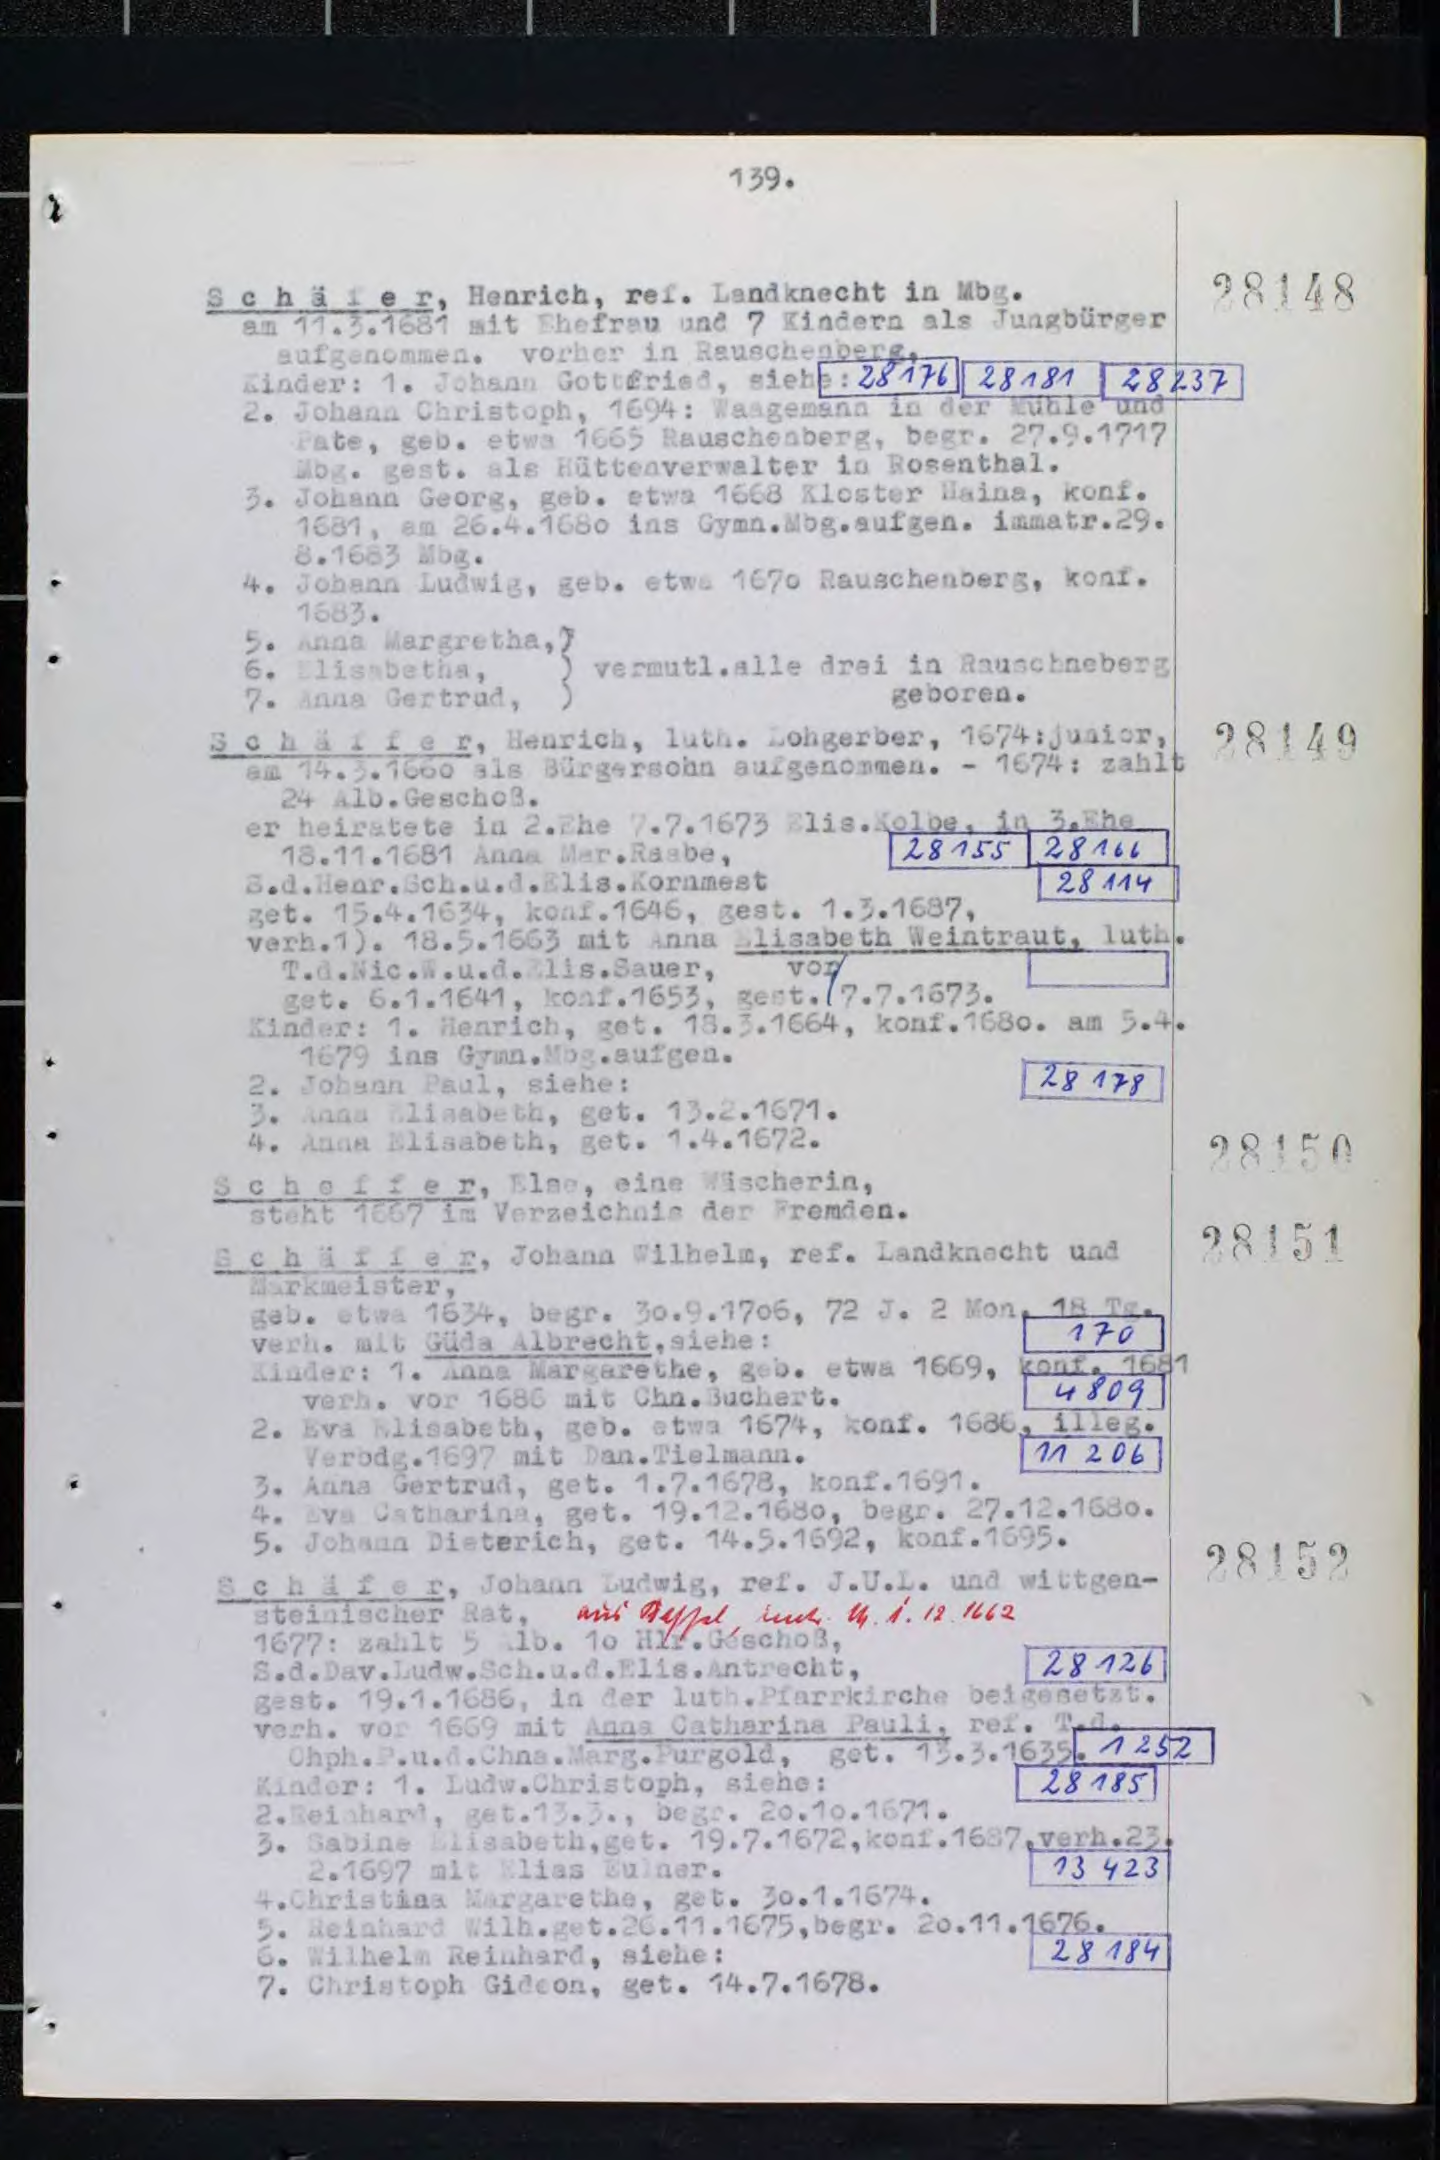 139.
S c h ä f e r, Henrich, ref. Landknecht in Mbg. 28148
am 11.3.1681 mit Ehefrau und 7 Kindern als Jungbürger
aufgenommen. vorher in Rauschenberg.
Kinder: 1. Johann Gottfried, siehe: 28176 28181 28237
2. Johann Christoph, 1694: Waagemann in der Mühle und
Pate, geb. etwa 1665 Rauschenberg, begr. 27.9.1717
Mbg. gest. als Hüttenverwalter in Rosenthal.
3. Johann Georg, geb. etwa 1668 Kloster Haina, konf.
1681, am 26.4.1680 ins Gymn.Mbg.aufgen. immatr.29.
8.1683 Mbg.
4. Johann Ludwig, geb. etwa 1670 Rauschenberg, konf.
1683.
5. Anna Margretha,)
6. Elisabetha, ) vermutl.alle drei in Rauschneberg
7. Anna Gertrud, ) geboren.
S c h ä f f e r, Henrich, luth. Lohgerber, 1674:junior, 28149
am 14.3.1660 als Bürgersohn aufgenommen. - 1674: zahlt
24 Alb.Geschoß.
er heiratete in 2.Ehe 7.7.1673 Elis.Kolbe, in 3.Ehe
18.11.1681 Anna Mar.Raabe, 28155 28166
S.d.Henr.Sch.u.d.Elis.Kornmest 28114
get. 15.4.1634, konf.1646, gest. 1.3.1687,
verh.1). 18.5.1663 mit Anna Elisabeth Weintraut, luth.
T.d.Nic.W.u.d.Elis.Sauer, vor
get. 6.1.1641, konf.1653, gest. 7.7.1673.
Kinder: 1. Henrich, get. 18.3.1664, konf.1680. am 5.4.
1679 ins Gymn.Mbg.aufgen.
2. Johann Paul, siehe: 28178
3. Anna Elisabeth, get. 13.2.1671.
4. Anna Elisabeth, get. 1.4.1672.
28150
S c h e f f e r, Else, eine Wäscherin,
steht 1667 im Verzeichnis der Fremden.
S c h ä f f e r, Johann Wilhelm, ref. Landknecht und 28151
Markmeister,
geb. etwa 1634, begr. 30.9.1706, 72 J. 2 Mon. 18 Tg.
verh. mit Güda Albrecht,siehe: 170
Kinder: 1. Anna Margarethe, geb. etwa 1669, konf. 1681
verh. vor 1686 mit Chn.Buchert. 4809
2. Eva Elisabeth, geb. etwa 1674, konf. 1686, illeg.
Verbdg.1697 mit Dan.Tielmann. 11 206
3. Anna Gertrud, get. 1.7.1678, konf.1691.
4. Eva Catharina, get. 19.12.1680, begr. 27.12.1680.
5. Johann Dieterich, get. 14.5.1692, konf.1695.
28152
S c h ä f e r, Johann Ludwig, ref. J.U.L. und wittgen-
steinischer Rat, aus 1.12.1662
1677: zahlt 5 Alb. 10 Hlr.Geschoß,
S.d.Dav.Ludw.Sch.u.d.Elis.Antrecht, 28126
gest. 19.1.1686, in der luth.Pfarrkirche beigesetzt.
verh. vor 1669 mit Anna Catharina Pauli, ref. T.d.
Chph.P.u.d.Chna.Marg.Purgold, get. 13.3.1635. 1252
Kinder: 1. Ludw.Christoph, siehe: 28185
2.Reinhard, get.13.3., begr. 20.10.1671.
3. Sabine Elisabeth,get. 19.7.1672,konf.1687,verh.23.
2.1697 mit Elias Eulner. 13 423
4.Christina Margarethe, get. 30.1.1674.
5. Reinhard Wilh.get.26.11.1675,begr. 20.11.1676.
6. Wilhelm Reinhard, siehe: 28184
7. Christoph Gideon, get. 14.7.1678.